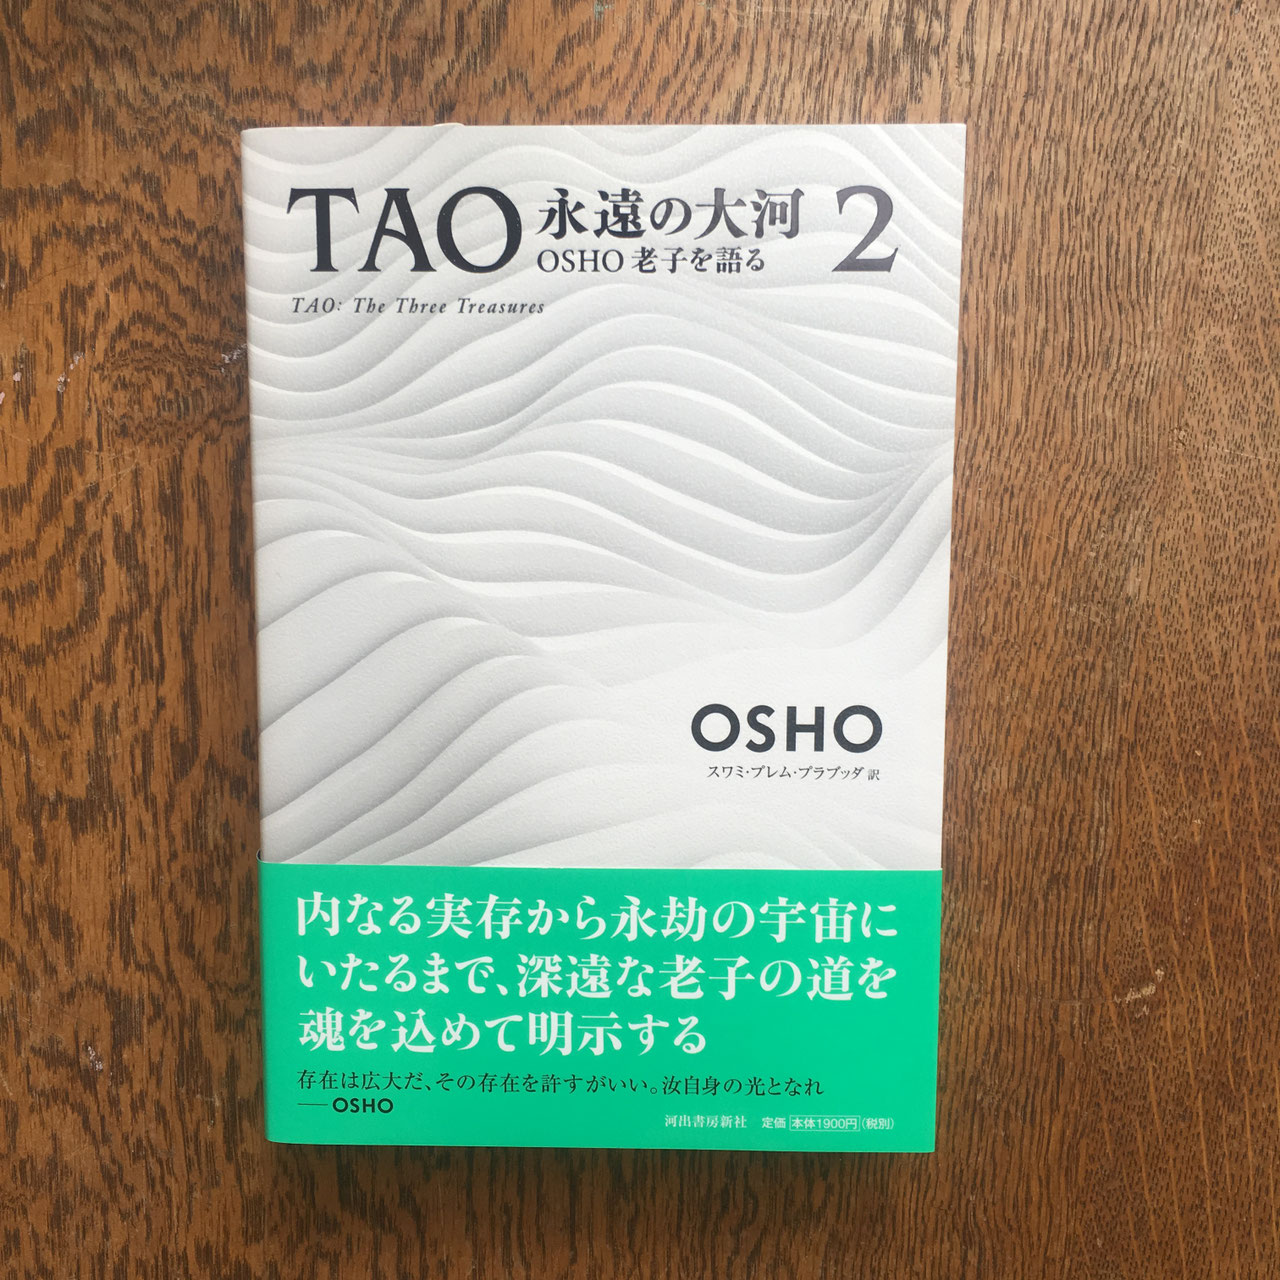 TAO 永遠の大河 2
OSHO 老子を語る
TAO: The Three Treasures
OSHO
スワミ・プレム・プラブッダ 訳
内なる実存から永劫の宇宙に
いたるまで、深遠な老子の道を
魂を込めて明示する
存在は広大だ、その存在を許すがいい。汝自身の光となれ
——OSHO
河出書房新社 定価 本体1900円(税別)